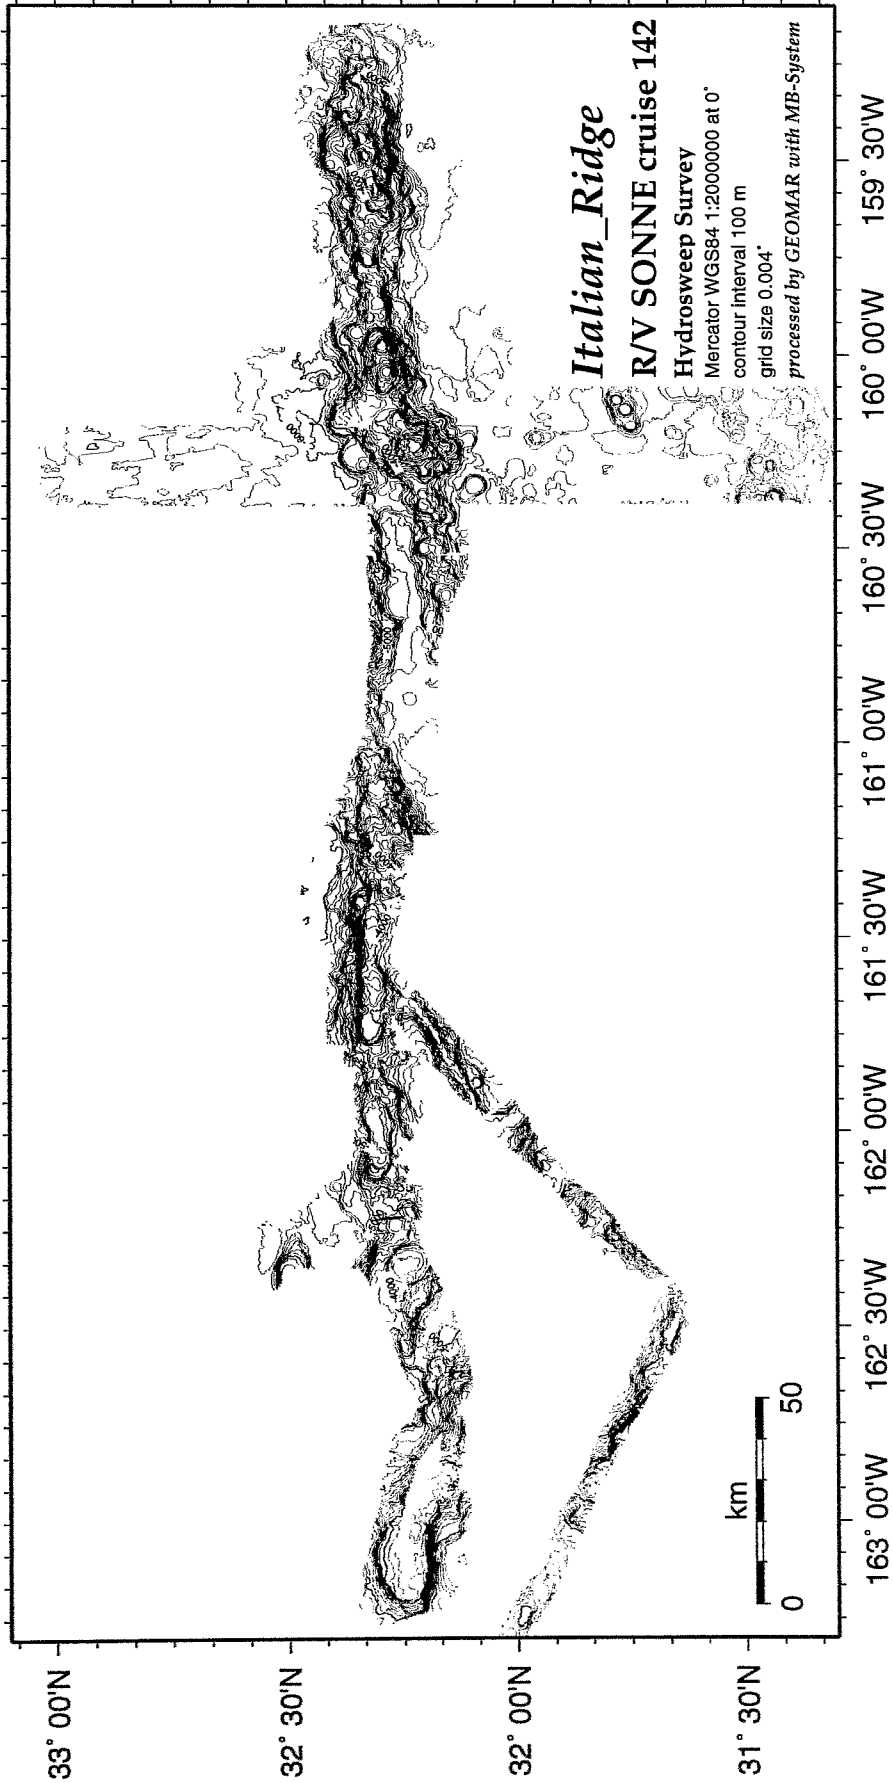 Italian_Ridge
R/V SONNE cruise 142
Hydrosweep Survey
Mercator WGS84 1:2000000 at 0°
contour interval 100 m
grid size 0.004°
processed by GEOMAR with MB-System
33° 00'N
32° 30'N
32° 00'N
31° 30'N
163° 00'W
162° 30'W
162° 00'W
161° 30'W
161° 00'W
160° 30'W
160° 00'W
159° 30'W
km
0
50
-5000